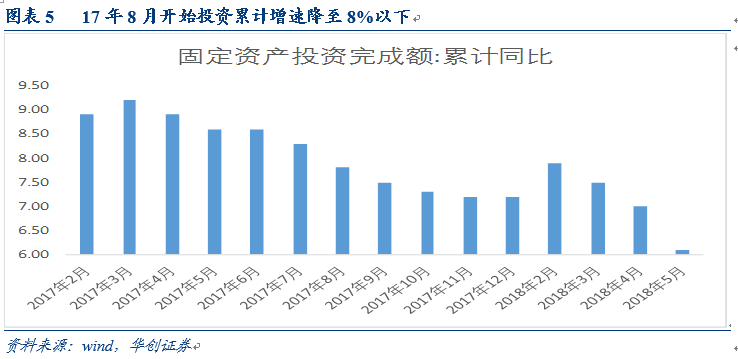 图表 5 17 年 8 月开始投资累计增速降至 8%以下
固定资产投资完成额:累计同比
9.50
9.00
8.50
8.00
7.50
7.00
6.50
6.00
2017年2月
2017年3月
2017年4月
2017年5月
2017年6月
2017年7月
2017年8月
2017年9月
2017年10月
2017年11月
2017年12月
2018年2月
2018年3月
2018年4月
2018年5月
资料来源：wind，华创证券